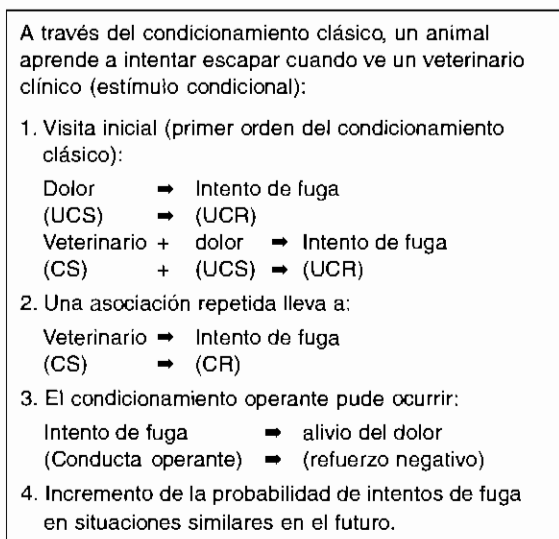 A través del condicionamiento clásico, un animal
aprende a intentar escapar cuando ve un veterinario
clínico (estímulo condicional):
1. Visita inicial (primer orden del condicionamiento
clásico):
Dolor ➡ Intento de fuga
(UCS) ➡ (UCR)
Veterinario + dolor ➡ Intento de fuga
(CS) + (UCS) ➡ (UCR)
2. Una asociación repetida lleva a:
Veterinario ➡ Intento de fuga
(CS) ➡ (CR)
3. El condicionamiento operante pude ocurrir:
Intento de fuga ➡ alivio del dolor
(Conducta operante) ➡ (refuerzo negativo)
4. Incremento de la probabilidad de intentos de fuga
en situaciones similares en el futuro.